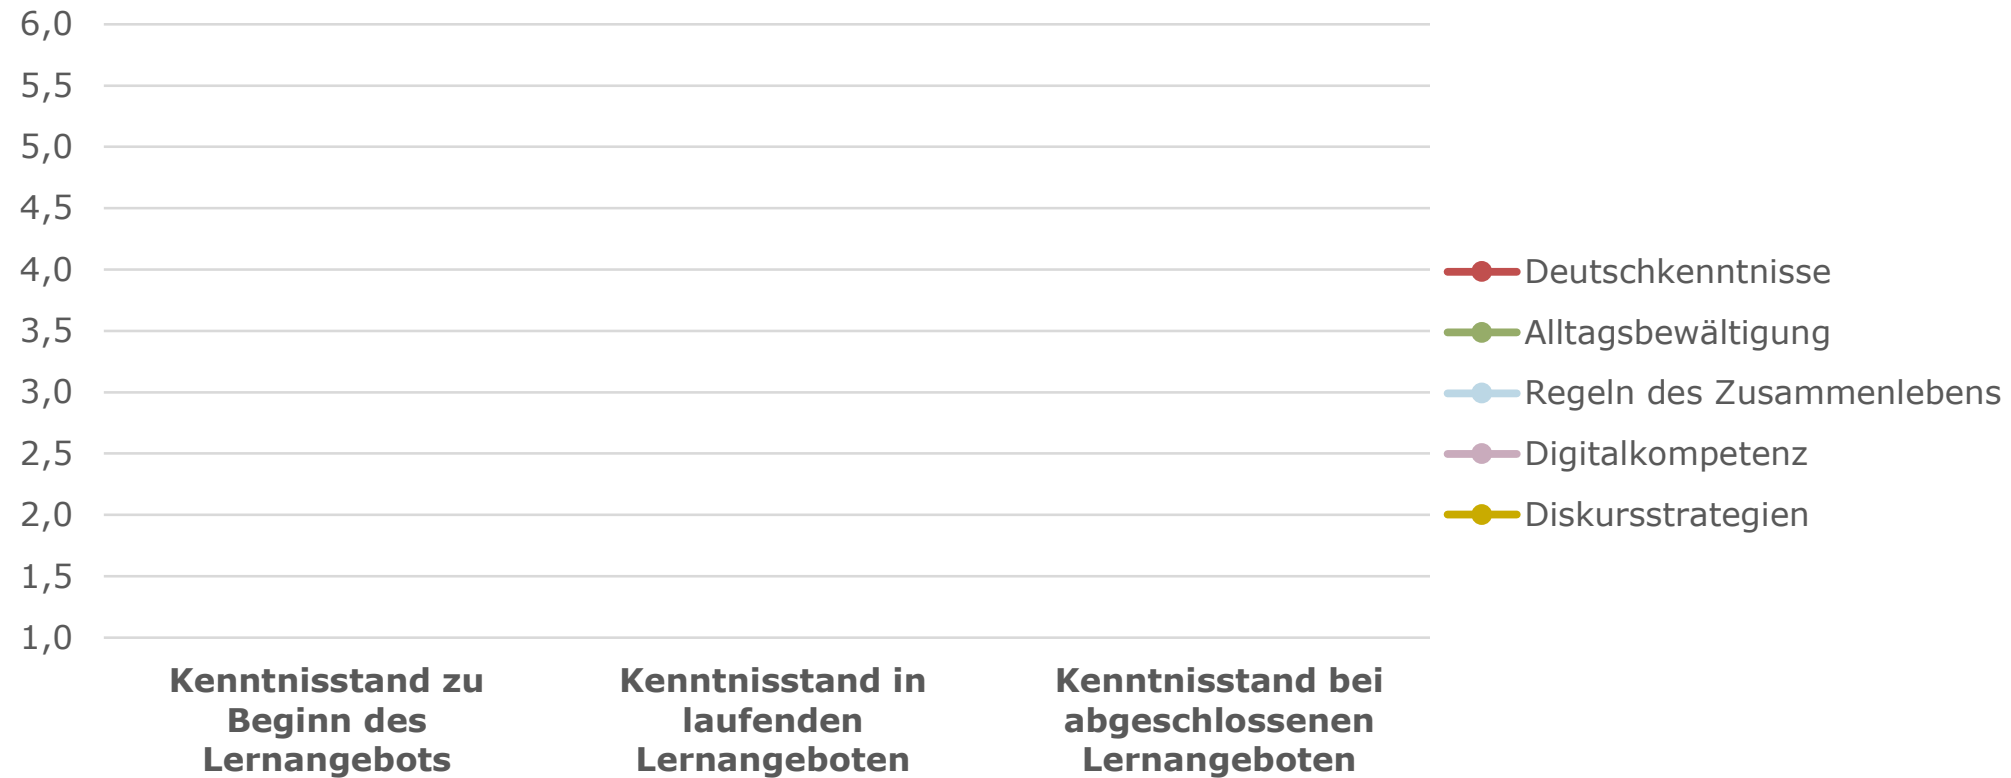 6,0
5,5
5,0
4,5
4,0
3,5
3,0
2,5
2,0
1,5
1,0
Kenntnisstand zu
Beginn des
Lernangebots
Kenntnisstand in
laufenden
Lernangeboten
Kenntnisstand bei
abgeschlossenen
Lernangeboten
Deutschkenntnisse
Alltagsbewältigung
Regeln des Zusammenlebens
Digitalkompetenz
Diskursstrategien